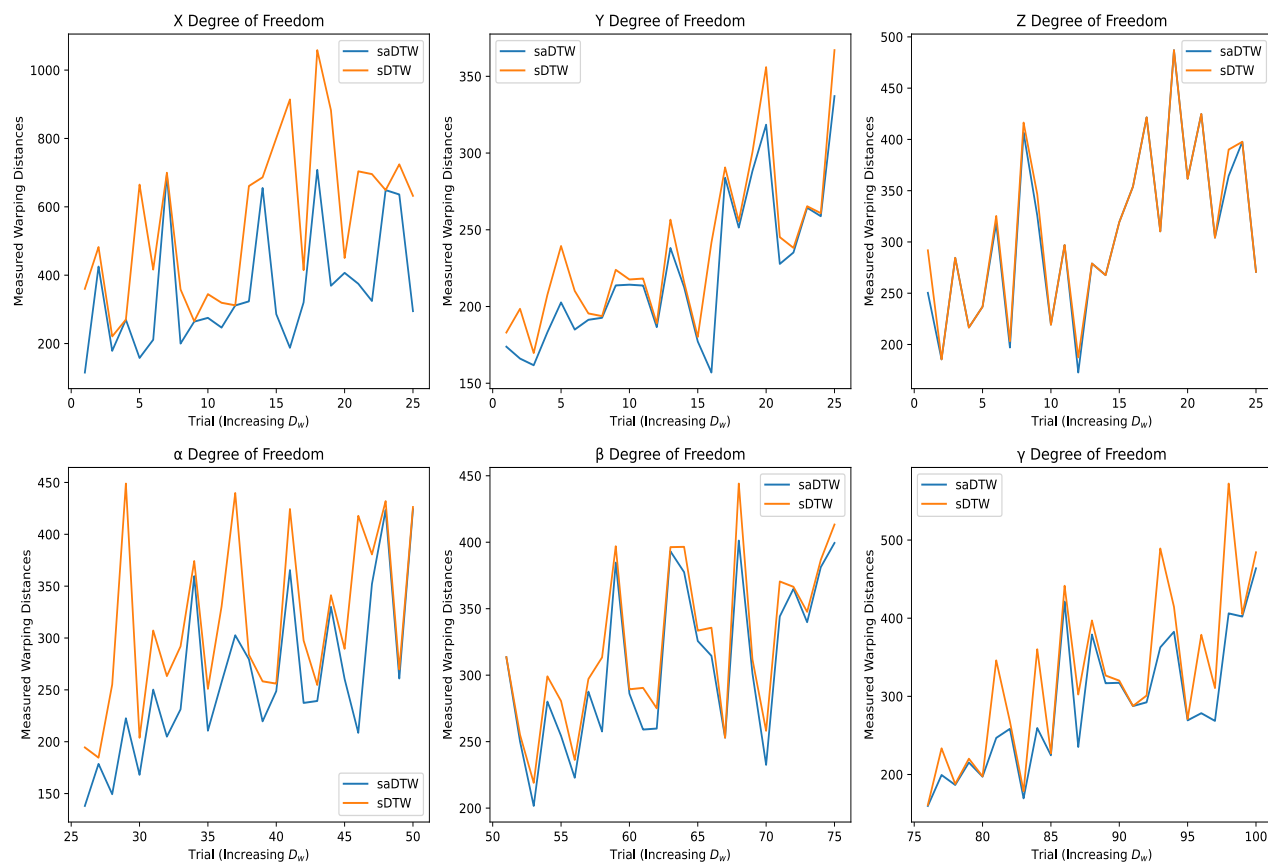 X Degree of Freedom
Measured Warping Distances
1000
800
600
400
200
0 5 10 15 20 25
Trial (Increasing D_w)
saDTW
sDTW
Y Degree of Freedom
Measured Warping Distances
350
300
250
200
150
0 5 10 15 20 25
Trial (Increasing D_w)
saDTW
sDTW
Z Degree of Freedom
Measured Warping Distances
500
450
400
350
300
250
200
0 5 10 15 20 25
Trial (Increasing D_w)
saDTW
sDTW
α Degree of Freedom
Measured Warping Distances
450
400
350
300
250
200
150
25 30 35 40 45 50
Trial (Increasing D_w)
saDTW
sDTW
β Degree of Freedom
Measured Warping Distances
450
400
350
300
250
200
50 55 60 65 70 75
Trial (Increasing D_w)
saDTW
sDTW
γ Degree of Freedom
Measured Warping Distances
500
400
300
200
75 80 85 90 95 100
Trial (Increasing D_w)
saDTW
sDTW